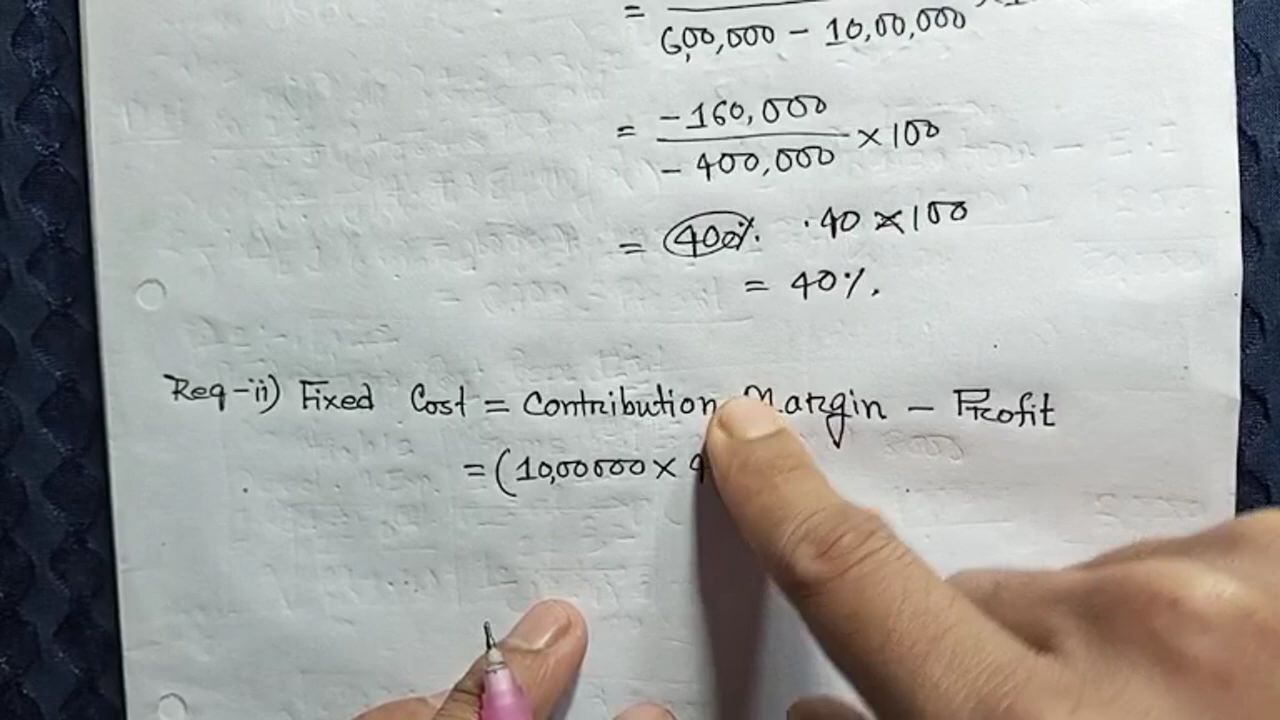 =
6,00,000 - 10,00,000
= -160,000 / -400,000 × 100
= 400%. .40 × 100
= 40%.
Req-ii) Fixed Cost = Contribution Margin - Profit
= (10,00000 ×